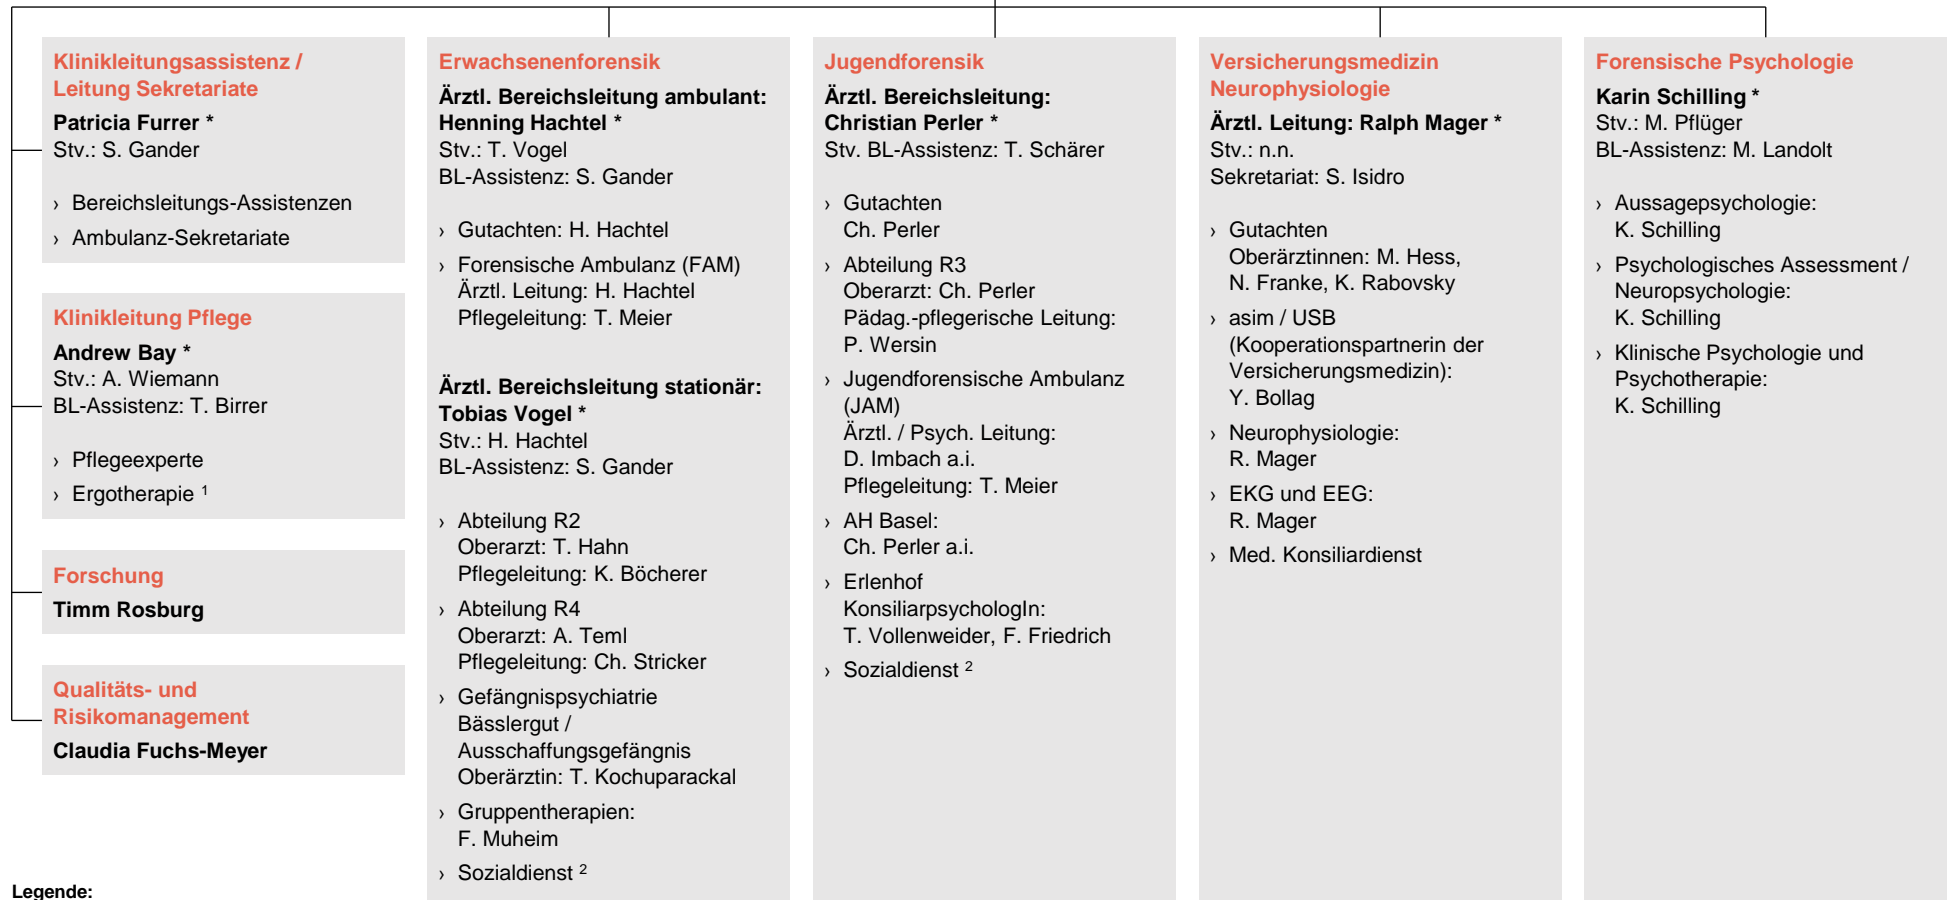 Klinikleitungsassistenz /
Leitung Sekretariate
Patricia Furrer *
Stv.: S. Gander
› Bereichsleitungs-Assistenzen
› Ambulanz-Sekretariate
Klinikleitung Pflege
Andrew Bay *
Stv.: A. Wiemann
BL-Assistenz: T. Birrer
› Pflegeexperte
› Ergotherapie ¹
Forschung
Timm Rosburg
Qualitäts- und
Risikomanagement
Claudia Fuchs-Meyer
Erwachsenenforensik
Ärztl. Bereichsleitung ambulant:
Henning Hachtel *
Stv.: T. Vogel
BL-Assistenz: S. Gander
› Gutachten: H. Hachtel
› Forensische Ambulanz (FAM)
Ärztl. Leitung: H. Hachtel
Pflegeleitung: T. Meier
Ärztl. Bereichsleitung stationär:
Tobias Vogel *
Stv.: H. Hachtel
BL-Assistenz: S. Gander
› Abteilung R2
Oberarzt: T. Hahn
Pflegeleitung: K. Böcherer
› Abteilung R4
Oberarzt: A. Teml
Pflegeleitung: Ch. Stricker
› Gefängnispsychiatrie
Bässlergut /
Ausschaffungsgefängnis
Oberärztin: T. Kochuparackal
› Gruppentherapien:
F. Muheim
› Sozialdienst ²
Jugendforensik
Ärztl. Bereichsleitung:
Christian Perler *
Stv. BL-Assistenz: T. Schärer
› Gutachten
Ch. Perler
› Abteilung R3
Oberarzt: Ch. Perler
Pädag.-pflegerische Leitung:
P. Wersin
› Jugendforensische Ambulanz
(JAM)
Ärztl. / Psych. Leitung:
D. Imbach a.i.
Pflegeleitung: T. Meier
› AH Basel:
Ch. Perler a.i.
› Erlenhof
KonsiliarpsychologIn:
T. Vollenweider, F. Friedrich
› Sozialdienst ²
Versicherungsmedizin
Neurophysiologie
Ärztl. Leitung: Ralph Mager *
Stv.: n.n.
Sekretariat: S. Isidro
› Gutachten
Oberärztinnen: M. Hess,
N. Franke, K. Rabovsky
› asim / USB
(Kooperationspartnerin der
Versicherungsmedizin):
Y. Bollag
› Neurophysiologie:
R. Mager
› EKG und EEG:
R. Mager
› Med. Konsiliardienst
Forensische Psychologie
Karin Schilling *
Stv.: M. Pflüger
BL-Assistenz: M. Landolt
› Aussagepsychologie:
K. Schilling
› Psychologisches Assessment /
Neuropsychologie:
K. Schilling
› Klinische Psychologie und
Psychotherapie:
K. Schilling
Legende: